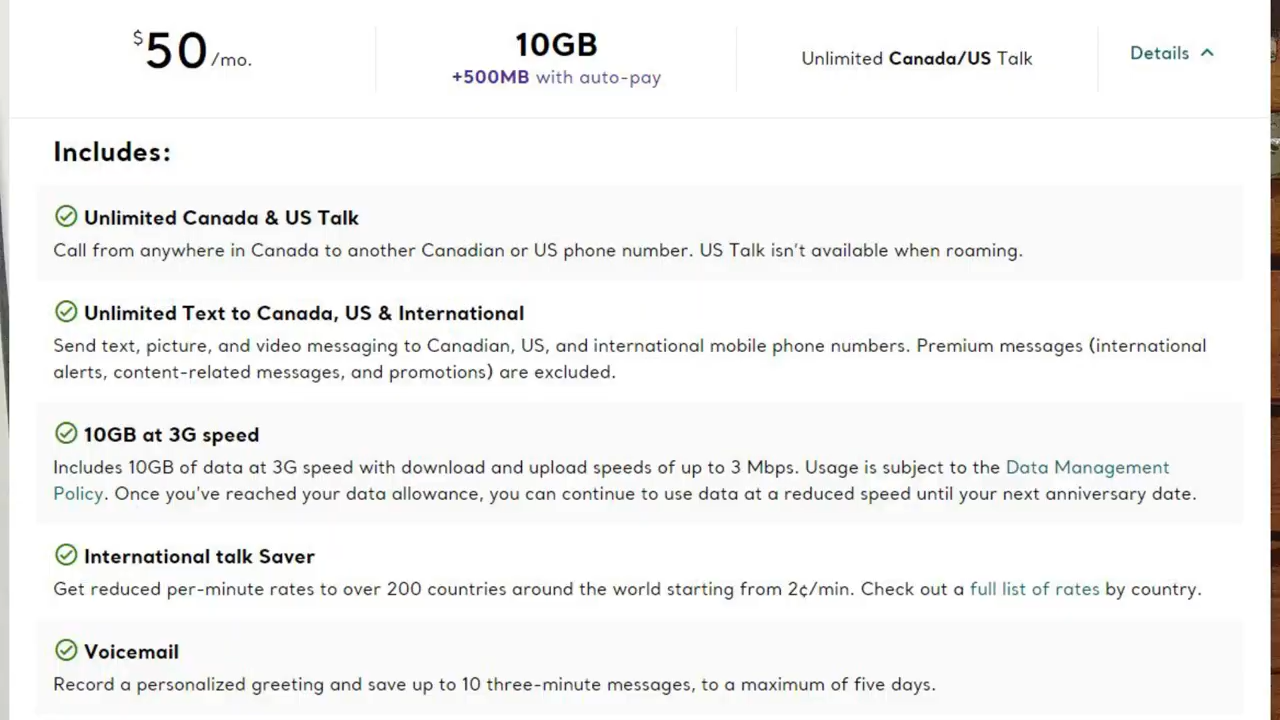 $50/mo.
10GB
+500MB with auto-pay
Unlimited Canada/US Talk
Details
Includes:
Unlimited Canada & US Talk
Call from anywhere in Canada to another Canadian or US phone number. US Talk isn't available when roaming.
Unlimited Text to Canada, US & International
Send text, picture, and video messaging to Canadian, US, and international mobile phone numbers. Premium messages (international
alerts, content-related messages, and promotions) are excluded.
10GB at 3G speed
Includes 10GB of data at 3G speed with download and upload speeds of up to 3 Mbps. Usage is subject to the Data Management
Policy. Once you've reached your data allowance, you can continue to use data at a reduced speed until your next anniversary date.
International talk Saver
Get reduced per-minute rates to over 200 countries around the world starting from 2¢/min. Check out a full list of rates by country.
Voicemail
Record a personalized greeting and save up to 10 three-minute messages, to a maximum of five days.